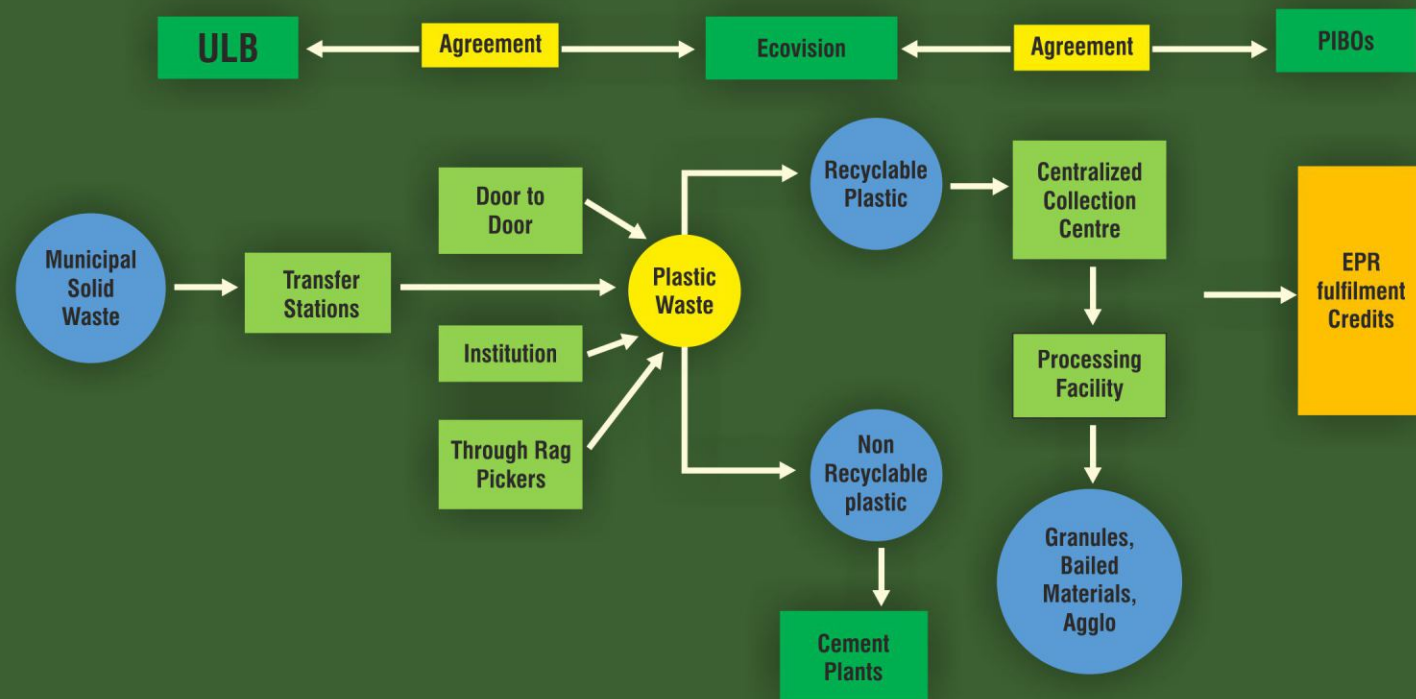 ULB
Agreement
Ecovision
Agreement
PIBOs
Municipal
Solid
Waste
Transfer
Stations
Door to
Door
Institution
Through Rag
Pickers
Plastic
Waste
Recyclable
Plastic
Non
Recyclable
plastic
Cement
Plants
Centralized
Collection
Centre
Processing
Facility
Granules,
Bailed
Materials,
Agglo
EPR
fulfilment
Credits